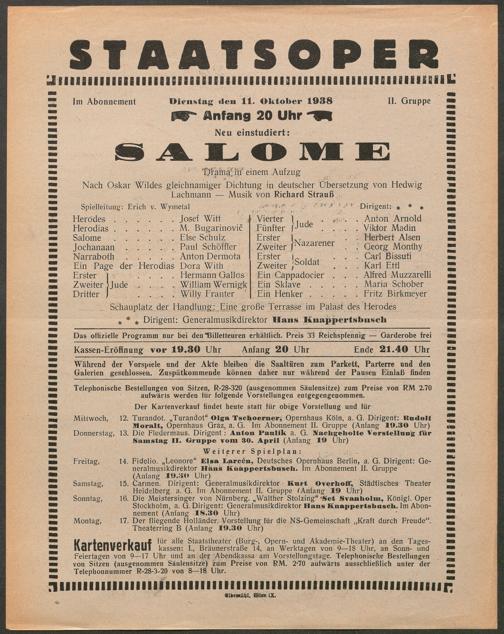 STAATSOPER
Im Abonnement Dienstag den 11. Oktober 1938 II. Gruppe
Anfang 20 Uhr
Neu einstudiert:
SALOME
Drama in einem Aufzug
Nach Oskar Wildes gleichnamiger Dichtung in deutscher Übersetzung von Hedwig
Lachmann — Musik von Richard Strauß
Spielleitung: Erich v. Wymetal Dirigent: * * *
Herodes . . . . . . Josef Witt
Herodias . . . . . . M. Bugarinović
Salome . . . . . . Else Schulz
Jochanaan . . . . . Paul Schöffler
Narraboth . . . . . Anton Dermota
Ein Page der Herodias Dora With
Erster } . . . . . Hermann Gallos
Zweiter } Jude . . . . William Wernigk
Dritter } . . . . . Willy Franter
Vierter } Jude . . . . Anton Arnold
Fünfter } . . . . Viktor Madin
Erster } Nazarener . . Herbert Alsen
Zweiter } . . Georg Monthy
Erster } Soldat . . . . Carl Bissuti
Zweiter } . . . . Karl Ettl
Ein Cappadocier . . . Alfred Muzzarelli
Ein Sklave . . . . . Maria Schober
Ein Henker . . . . . Fritz Birkmeyer
Schauplatz der Handlung: Eine große Terrasse im Palast des Herodes
* * * Dirigent: Generalmusikdirektor Hans Knappertsbusch
Das offizielle Programm nur bei den Billetteuren erhältlich. Preis 33 Reichspfennig — Garderobe frei
Kassen-Eröffnung vor 19.30 Uhr Anfang 20 Uhr Ende 21.40 Uhr
Während der Vorspiele und der Akte bleiben die Saaltüren zum Parkett, Parterre und den
Galerien geschlossen. Zuspätkommende können daher nur während der Pausen Einlaß finden
Telephonische Bestellungen von Sitzen, R-28-320 (ausgenommen Säulensitze) zum Preise von RM 2.70
aufwärts werden für folgende Vorstellungen entgegengenommen.
Der Kartenverkauf findet heute statt für obige Vorstellung und für
Mittwoch, 12. Turandot. „Turandot“ Olga Tschoerner, Opernhaus Köln, a. G. Dirigent: Rudolf
Moralt, Opernhaus Graz, a. G. Im Abonnement II. Gruppe (Anfang 19.30 Uhr)
Donnerstag, 13. Die Fledermaus. Dirigent: Anton Paulik a. G. Nachgeholte Vorstellung für
Samstag II. Gruppe vom 30. April (Anfang 19 Uhr)
Weiterer Spielplan:
Freitag, 14. Fidelio. „Leonore“ Elsa Larcén, Deutsches Opernhaus Berlin, a. G. Dirigent: Ge-
neralmusikdirektor Hans Knappertsbusch. Im Abonnement II. Gruppe
(Anfang 19.30 Uhr)
Samstag, 15. Carmen. Dirigent: Generalmusikdirektor Kurt Overhoff, Städtisches Theater
Heidelberg a. G. Im Abonnement II. Gruppe (Anfang 19 Uhr)
Sonntag, 16. Die Meistersinger von Nürnberg. „Walther Stolzing“ Set Svanholm, Königl. Oper
Stockholm, a. G. Dirigent: Generalmusikdirektor Hans Knappertsbusch. Im Abon-
nement (Anfang 18.30 Uhr)
Montag, 17. Der fliegende Holländer. Vorstellung für die NS-Gemeinschaft „Kraft durch Freude“.
Theaterring B (Anfang 19.30 Uhr)
Kartenverkauf für alle Staatstheater (Burg-, Opern- und Akademie-Theater) an den Tages-
kassen: I., Bräunerstraße 14, an Werktagen von 9—18 Uhr, an Sonn- und
Feiertagen von 9—17 Uhr und an der Abendkassa am Vorstellungstage. Telephonische Bestellungen
von Sitzen (ausgenommen Säulensitze) zum Preise von RM. 2·70 aufwärts ausschließlich unter der
Telephonnummer R-28-3-20 von 8—18 Uhr.
Elbemühl, Wien IX.